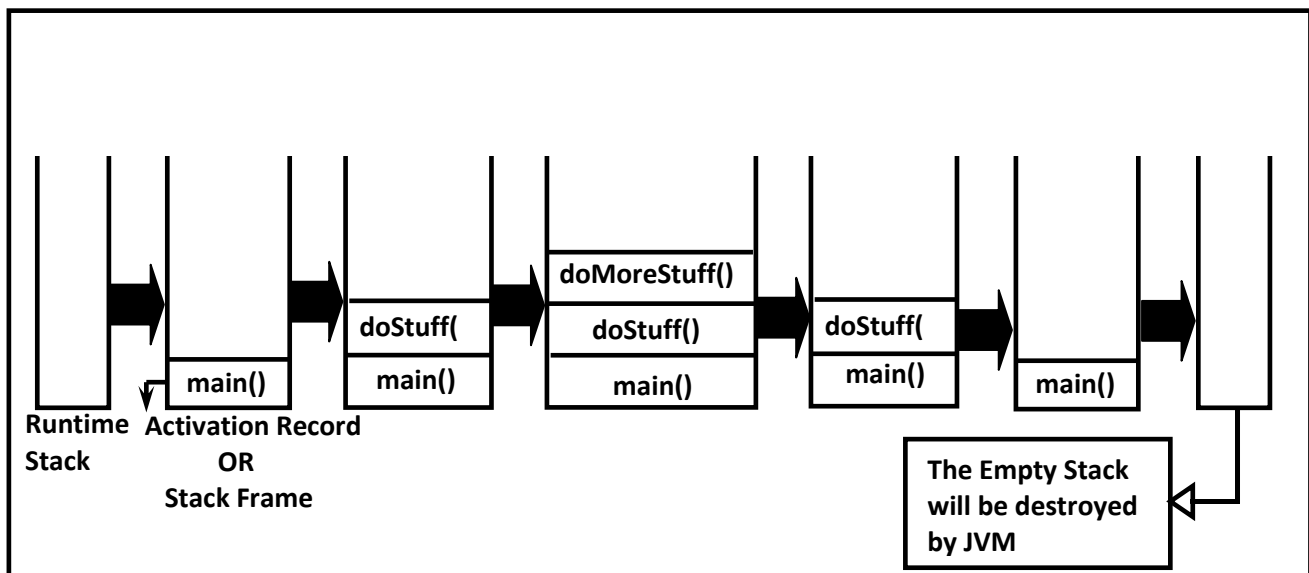 doMoreStuff()
doStuff(
doStuff()
doStuff(
main()
main()
main()
main()
main()
Runtime
Stack
Activation Record
OR
Stack Frame
The Empty Stack
will be destroyed
by JVM